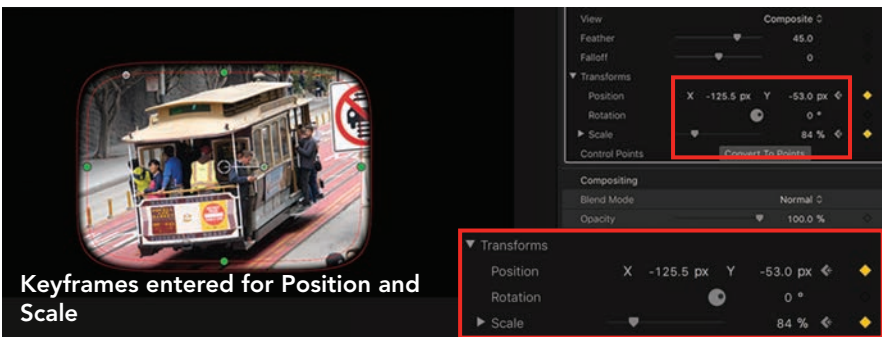 View Composite
Feather 45.0
Falloff 0
Transforms
Position X -125.5 px Y -53.0 px
Rotation 0 °
Scale 84 %
Control Points Convert To Points
Compositing
Blend Mode Normal
Opacity 100.0 %
Keyframes entered for Position and
Scale
Transforms
Position X -125.5 px Y -53.0 px
Rotation 0 °
Scale 84 %